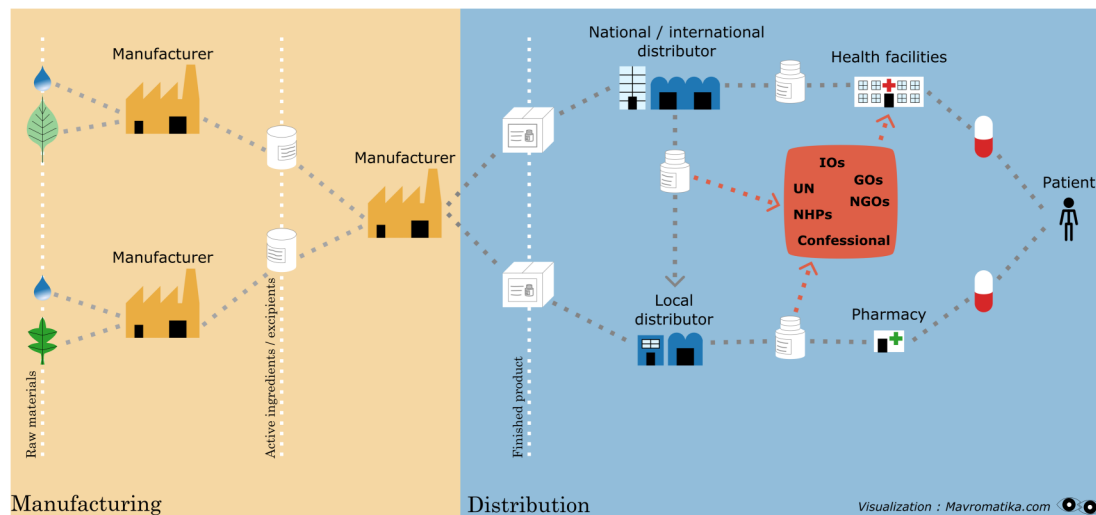 Manufacturer
Manufacturer
Manufacturer
Raw materials
Active ingredients / excipients
Manufacturing
National / international
distributor
Health facilities
IOs
GOs
UN
NGOs
NHPs
Confessional
Patient
Local
distributor
Pharmacy
Finished product
Distribution
Visualization : Mavromatika.com